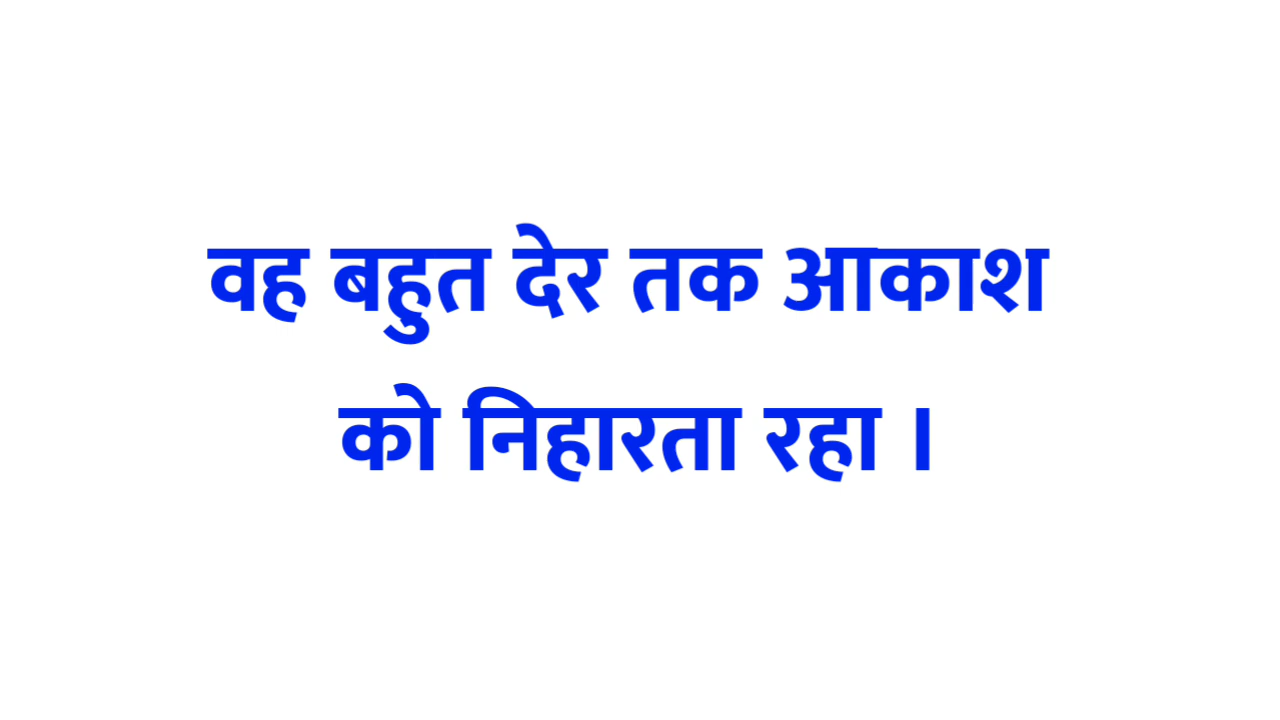 वह बहुत देर तक आकाश
को निहारता रहा ।